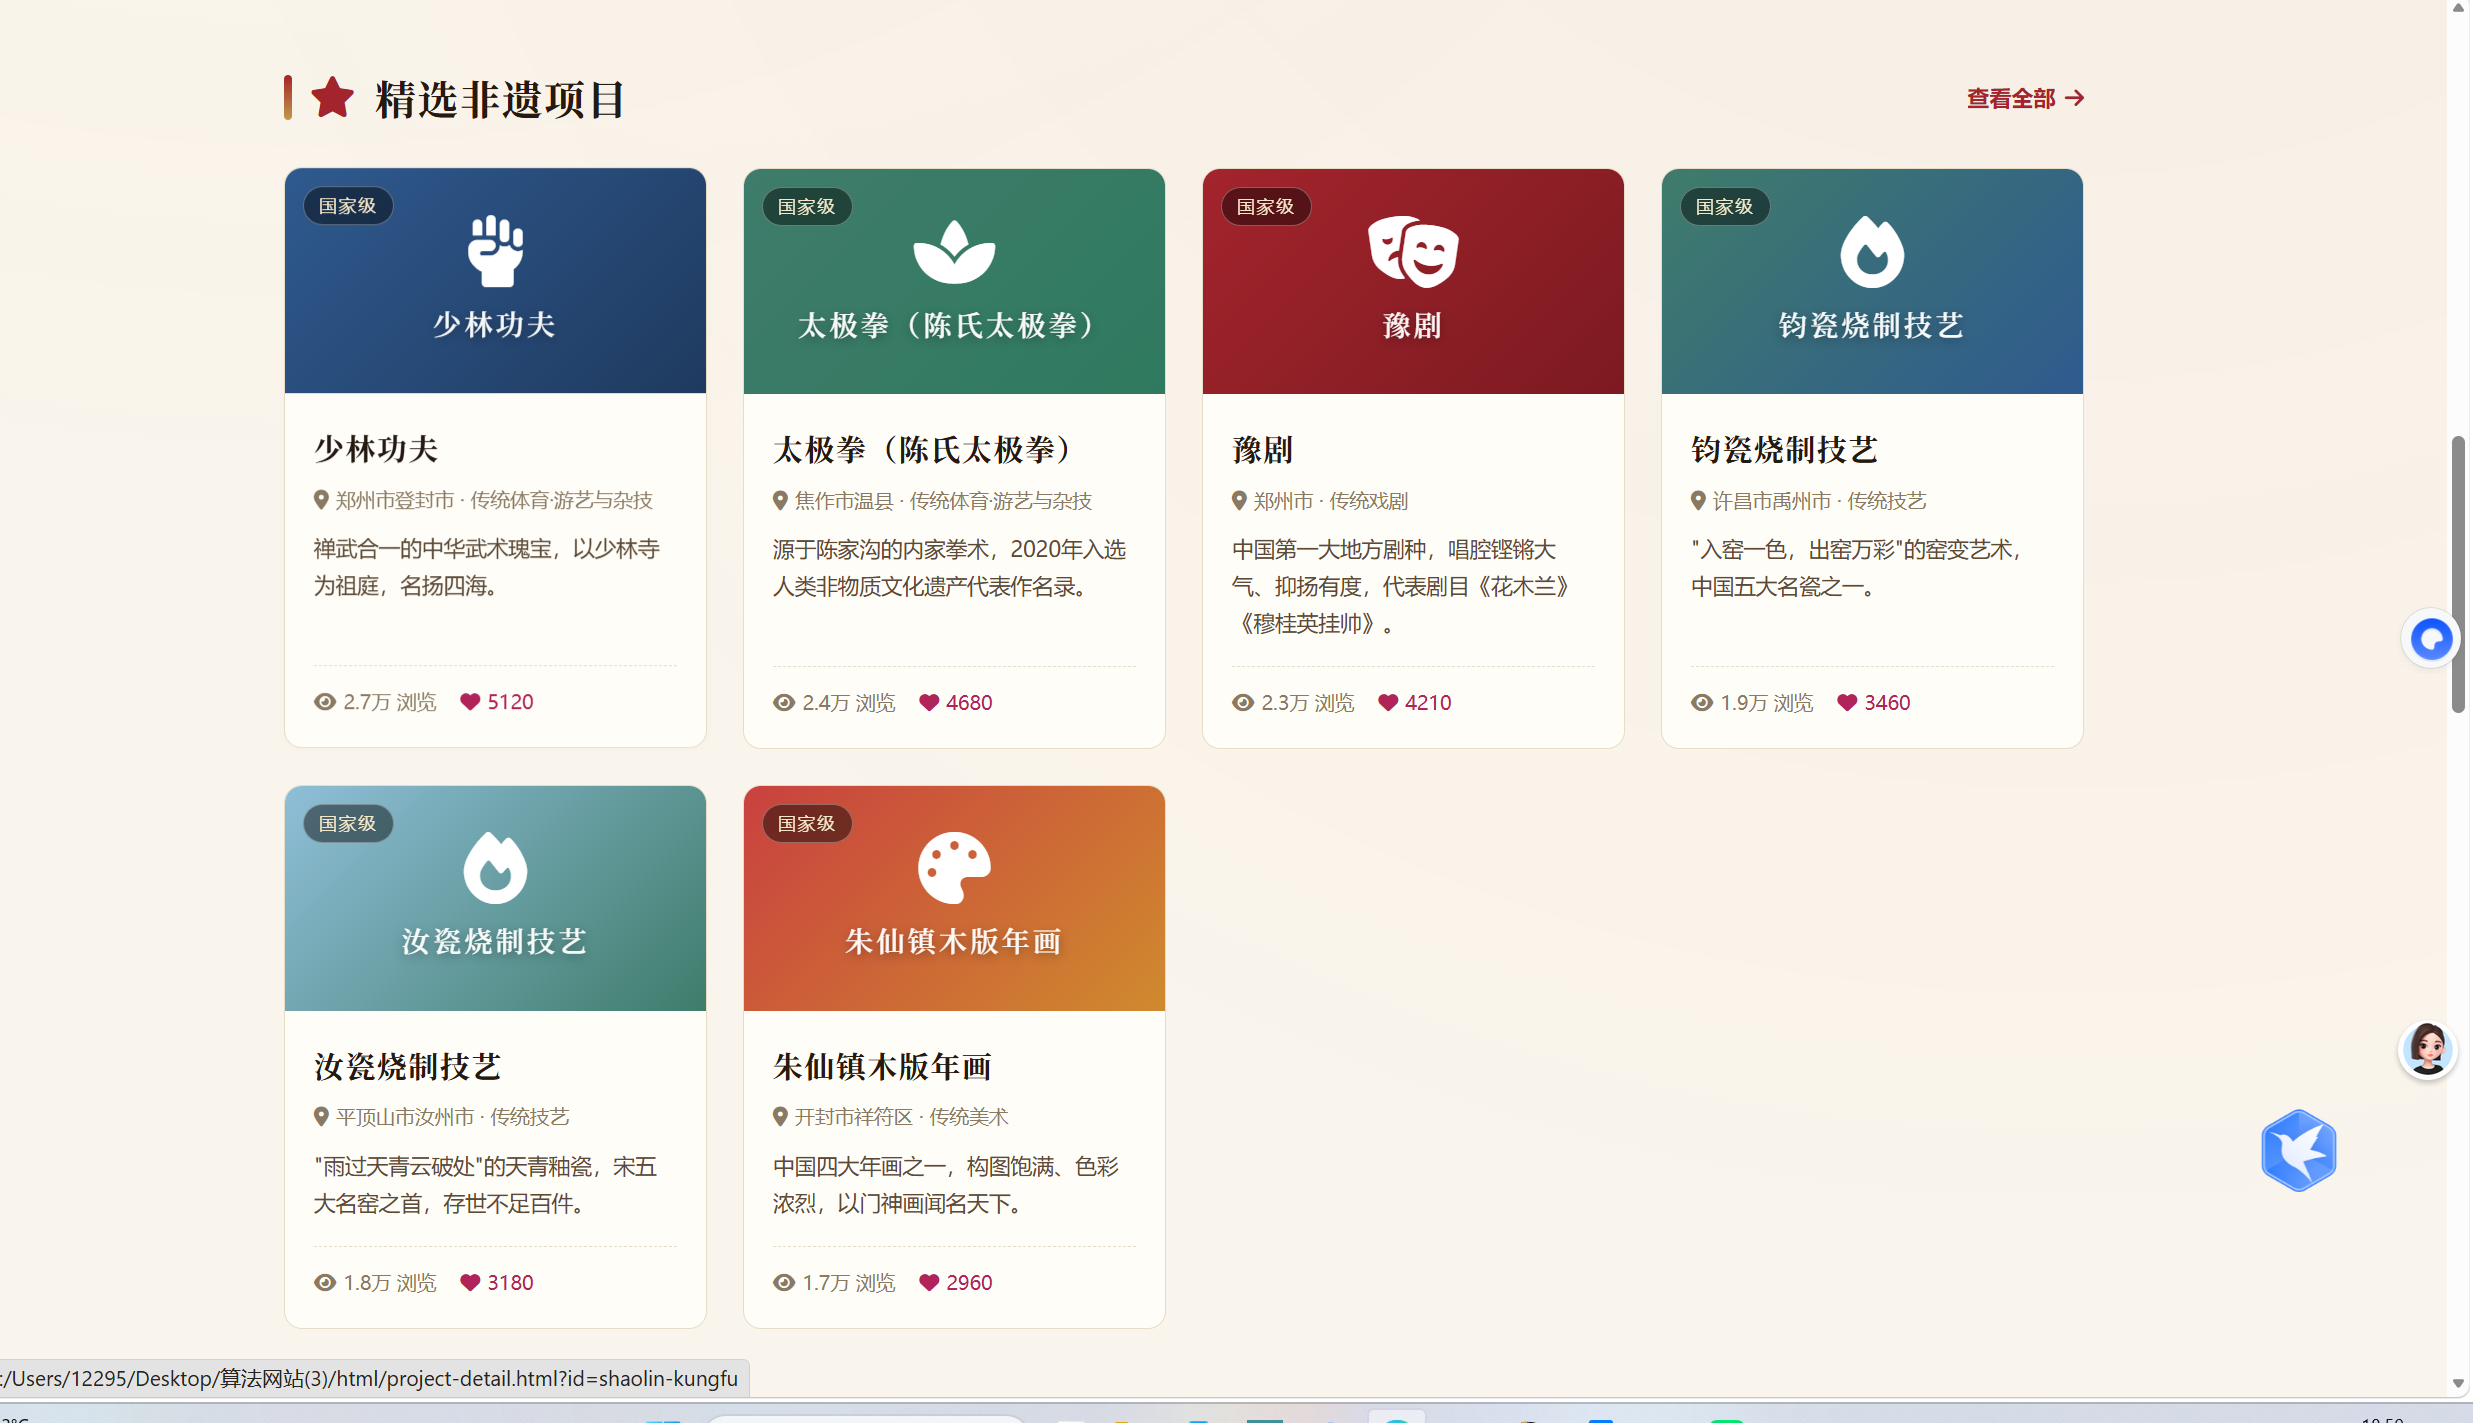 精选非遗项目
查看全部 →
国家级
少林功夫
少林功夫
郑州市登封市 · 传统体育·游艺与杂技
禅武合一的中华武术瑰宝，以少林寺
为祖庭，名扬四海。
2.7万 浏览 5120
国家级
太极拳（陈氏太极拳）
太极拳（陈氏太极拳）
焦作市温县 · 传统体育·游艺与杂技
源于陈家沟的内家拳术，2020年入选
人类非物质文化遗产代表作名录。
2.4万 浏览 4680
国家级
豫剧
豫剧
郑州市 · 传统戏剧
中国第一大地方剧种，唱腔铿锵大
气、抑扬有度，代表剧目《花木兰》
《穆桂英挂帅》。
2.3万 浏览 4210
国家级
钧瓷烧制技艺
钧瓷烧制技艺
许昌市禹州市 · 传统技艺
"入窑一色，出窑万彩"的窑变艺术，
中国五大名瓷之一。
1.9万 浏览 3460
国家级
汝瓷烧制技艺
汝瓷烧制技艺
平顶山市汝州市 · 传统技艺
"雨过天青云破处"的天青釉瓷，宋五
大名窑之首，存世不足百件。
1.8万 浏览 3180
国家级
朱仙镇木版年画
朱仙镇木版年画
开封市祥符区 · 传统美术
中国四大年画之一，构图饱满、色彩
浓烈，以门神画闻名天下。
1.7万 浏览 2960
:/Users/12295/Desktop/算法网站(3)/html/project-detail.html?id=shaolin-kungfu